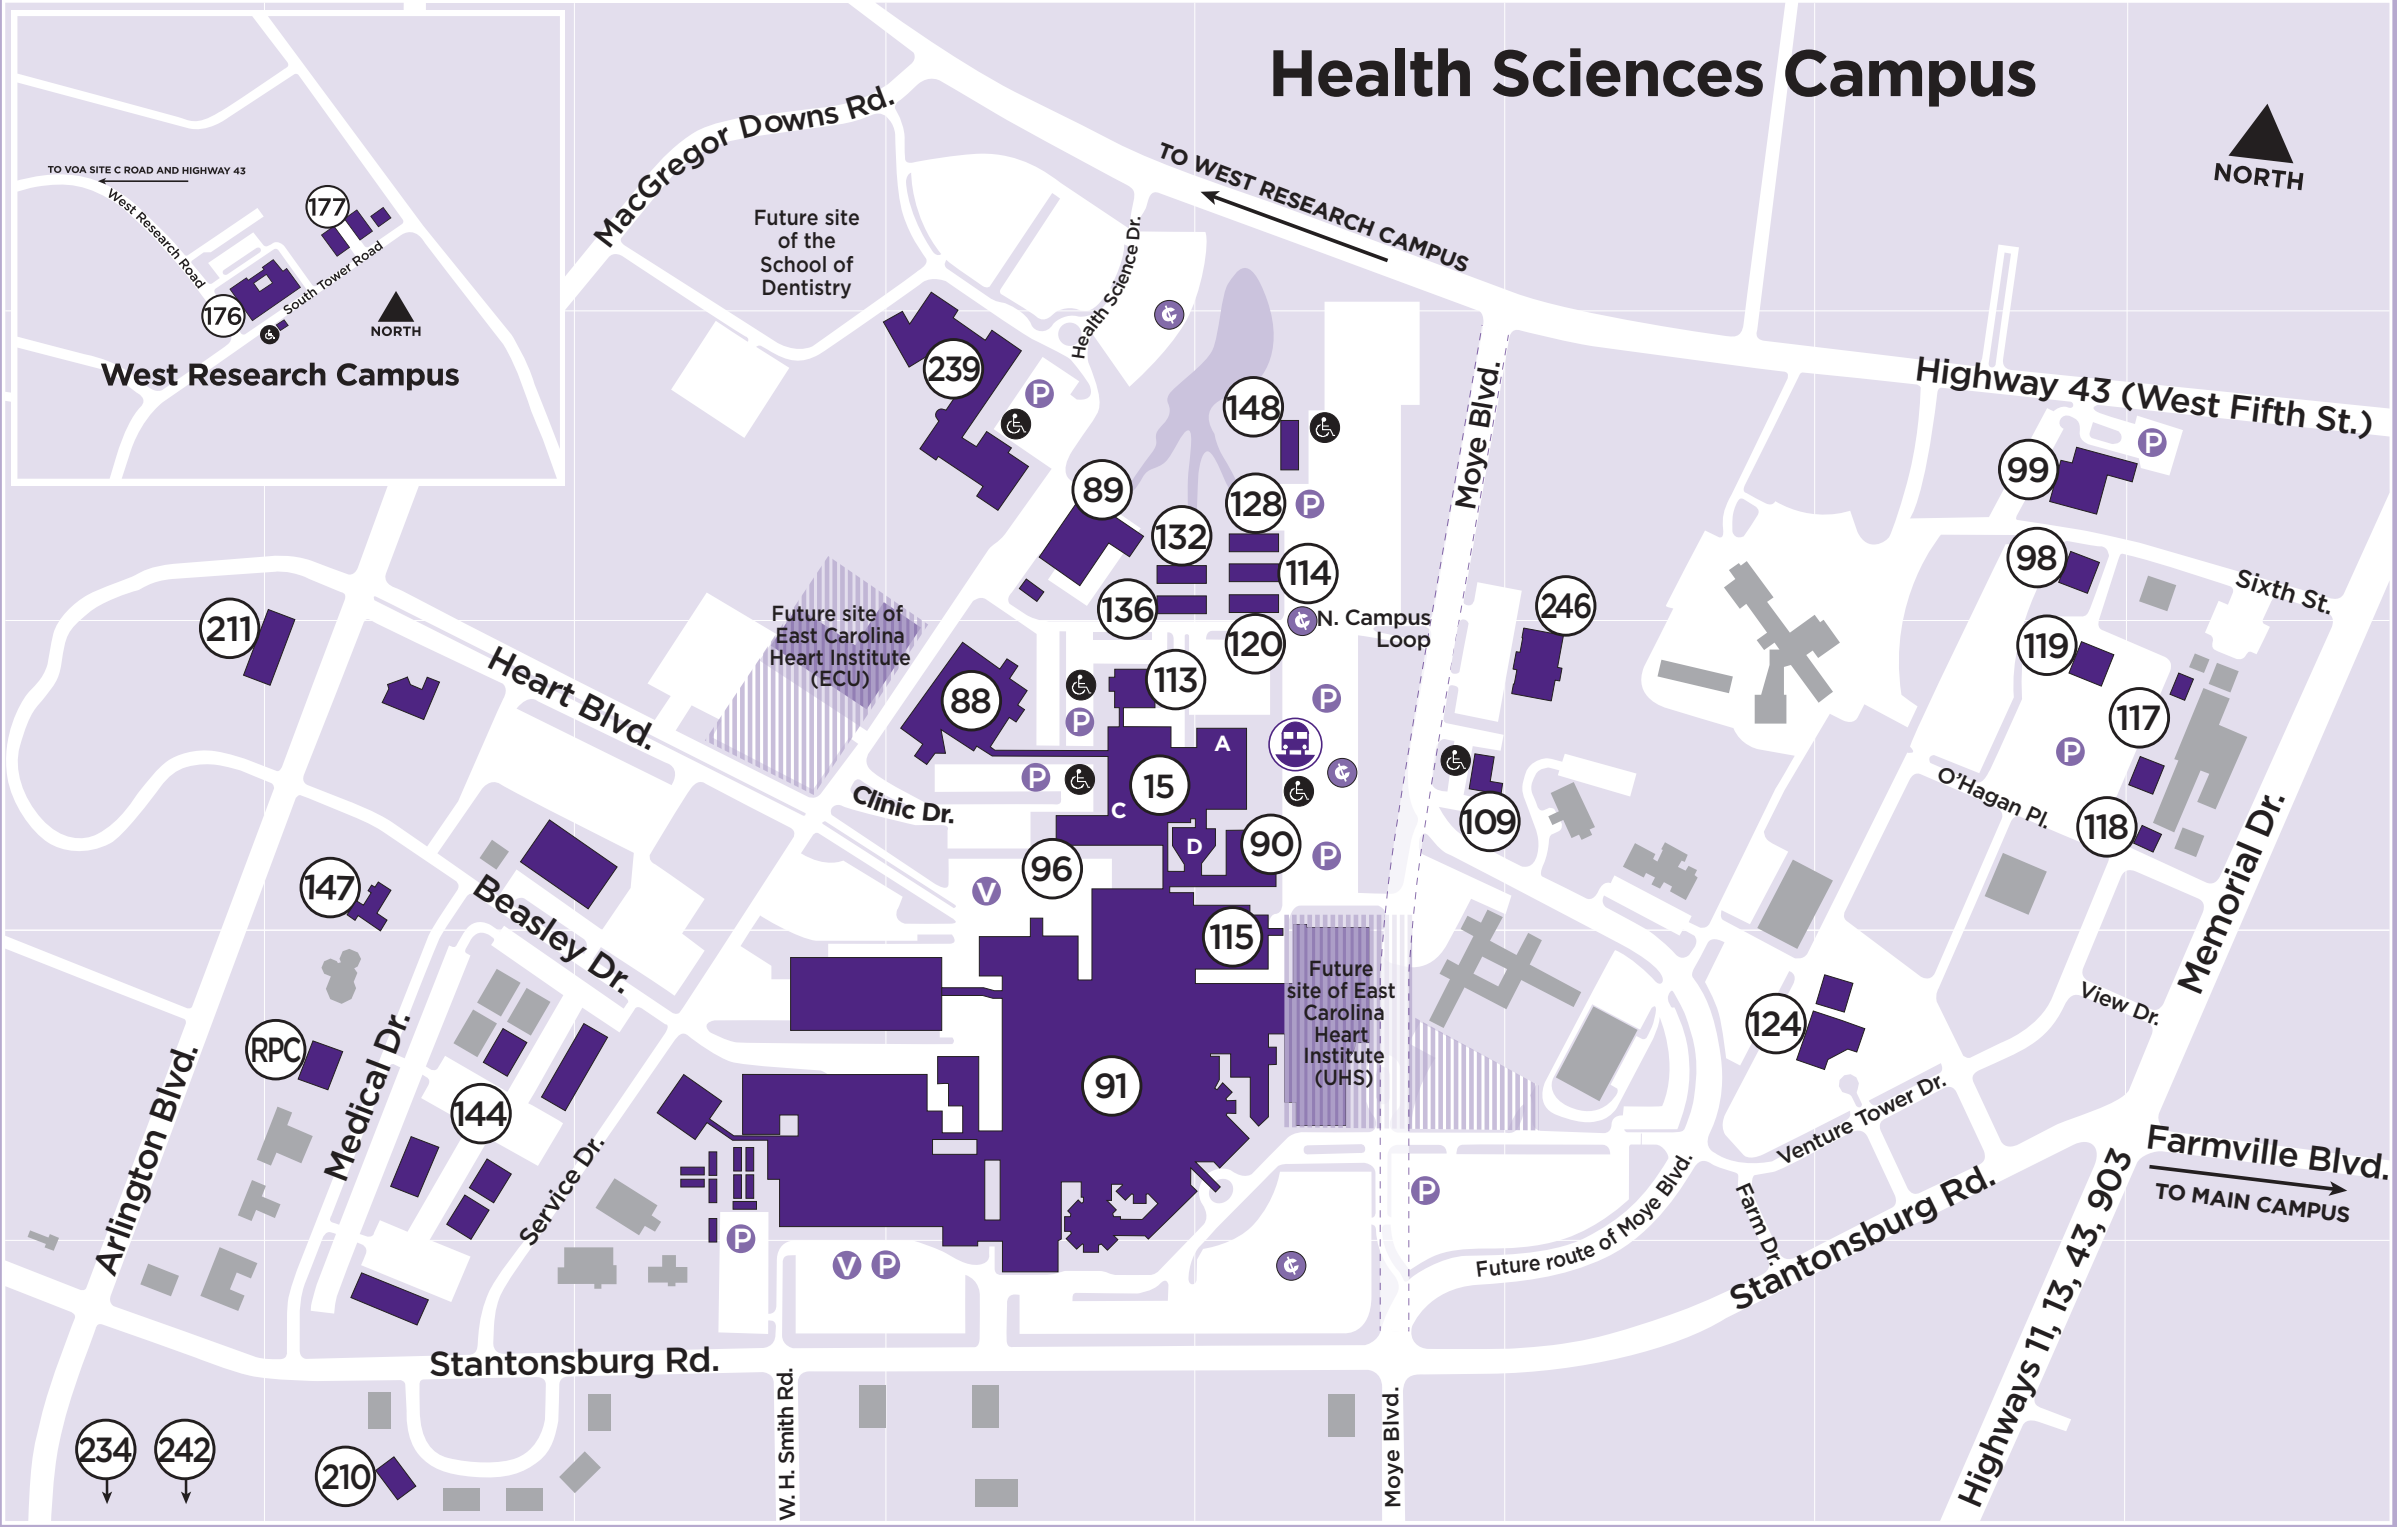 Health Sciences Campus
NORTH
TO VOA SITE C ROAD AND HIGHWAY 43
West Research Road
177
South Tower Road
176
NORTH
West Research Campus
MacGregor Downs Rd.
Future site
of the
School of
Dentistry
Health Science Dr.
TO WEST RESEARCH CAMPUS
¢
Moye Blvd.
Highway 43 (West Fifth St.)
239
P
148
P
99
89
128
P
132
98
114
Sixth St.
136
¢
N. Campus
Loop
246
120
211
Future site of
East Carolina
Heart Institute
(ECU)
Heart Blvd.
119
113
88
P
P
117
A
P
¢
P
15
C
O'Hagan Pl.
Clinic Dr.
109
118
D
90
P
96
V
147
Beasley Dr.
Memorial Dr.
115
Future
site of East
Carolina
Heart
Institute
(UHS)
View Dr.
124
RPC
Medical Dr.
91
144
Venture Tower Dr.
Arlington Blvd.
Service Dr.
P
Farmville Blvd.
TO MAIN CAMPUS
Farm Dr.
Future route of Moye Blvd.
P
V
P
¢
Stantonsburg Rd.
Highways 11, 13, 43, 903
Stantonsburg Rd.
W. H. Smith Rd.
Moye Blvd.
234
242
210